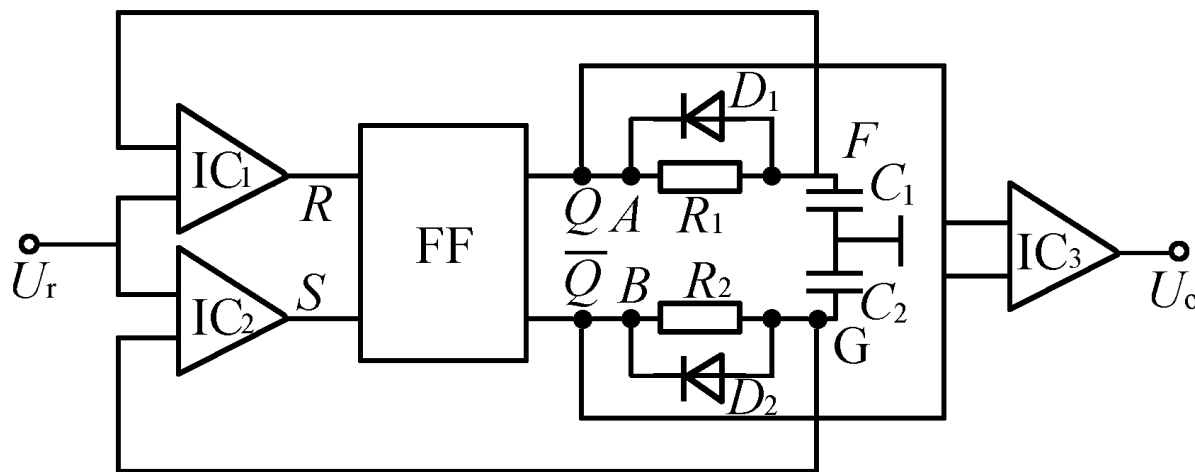 D₁
F
IC₁
C₁
R
Q A R₁
Uᵣ
FF
IC₃
Q̅ B R₂
Uₒ
S
C₂
IC₂
G
D₂